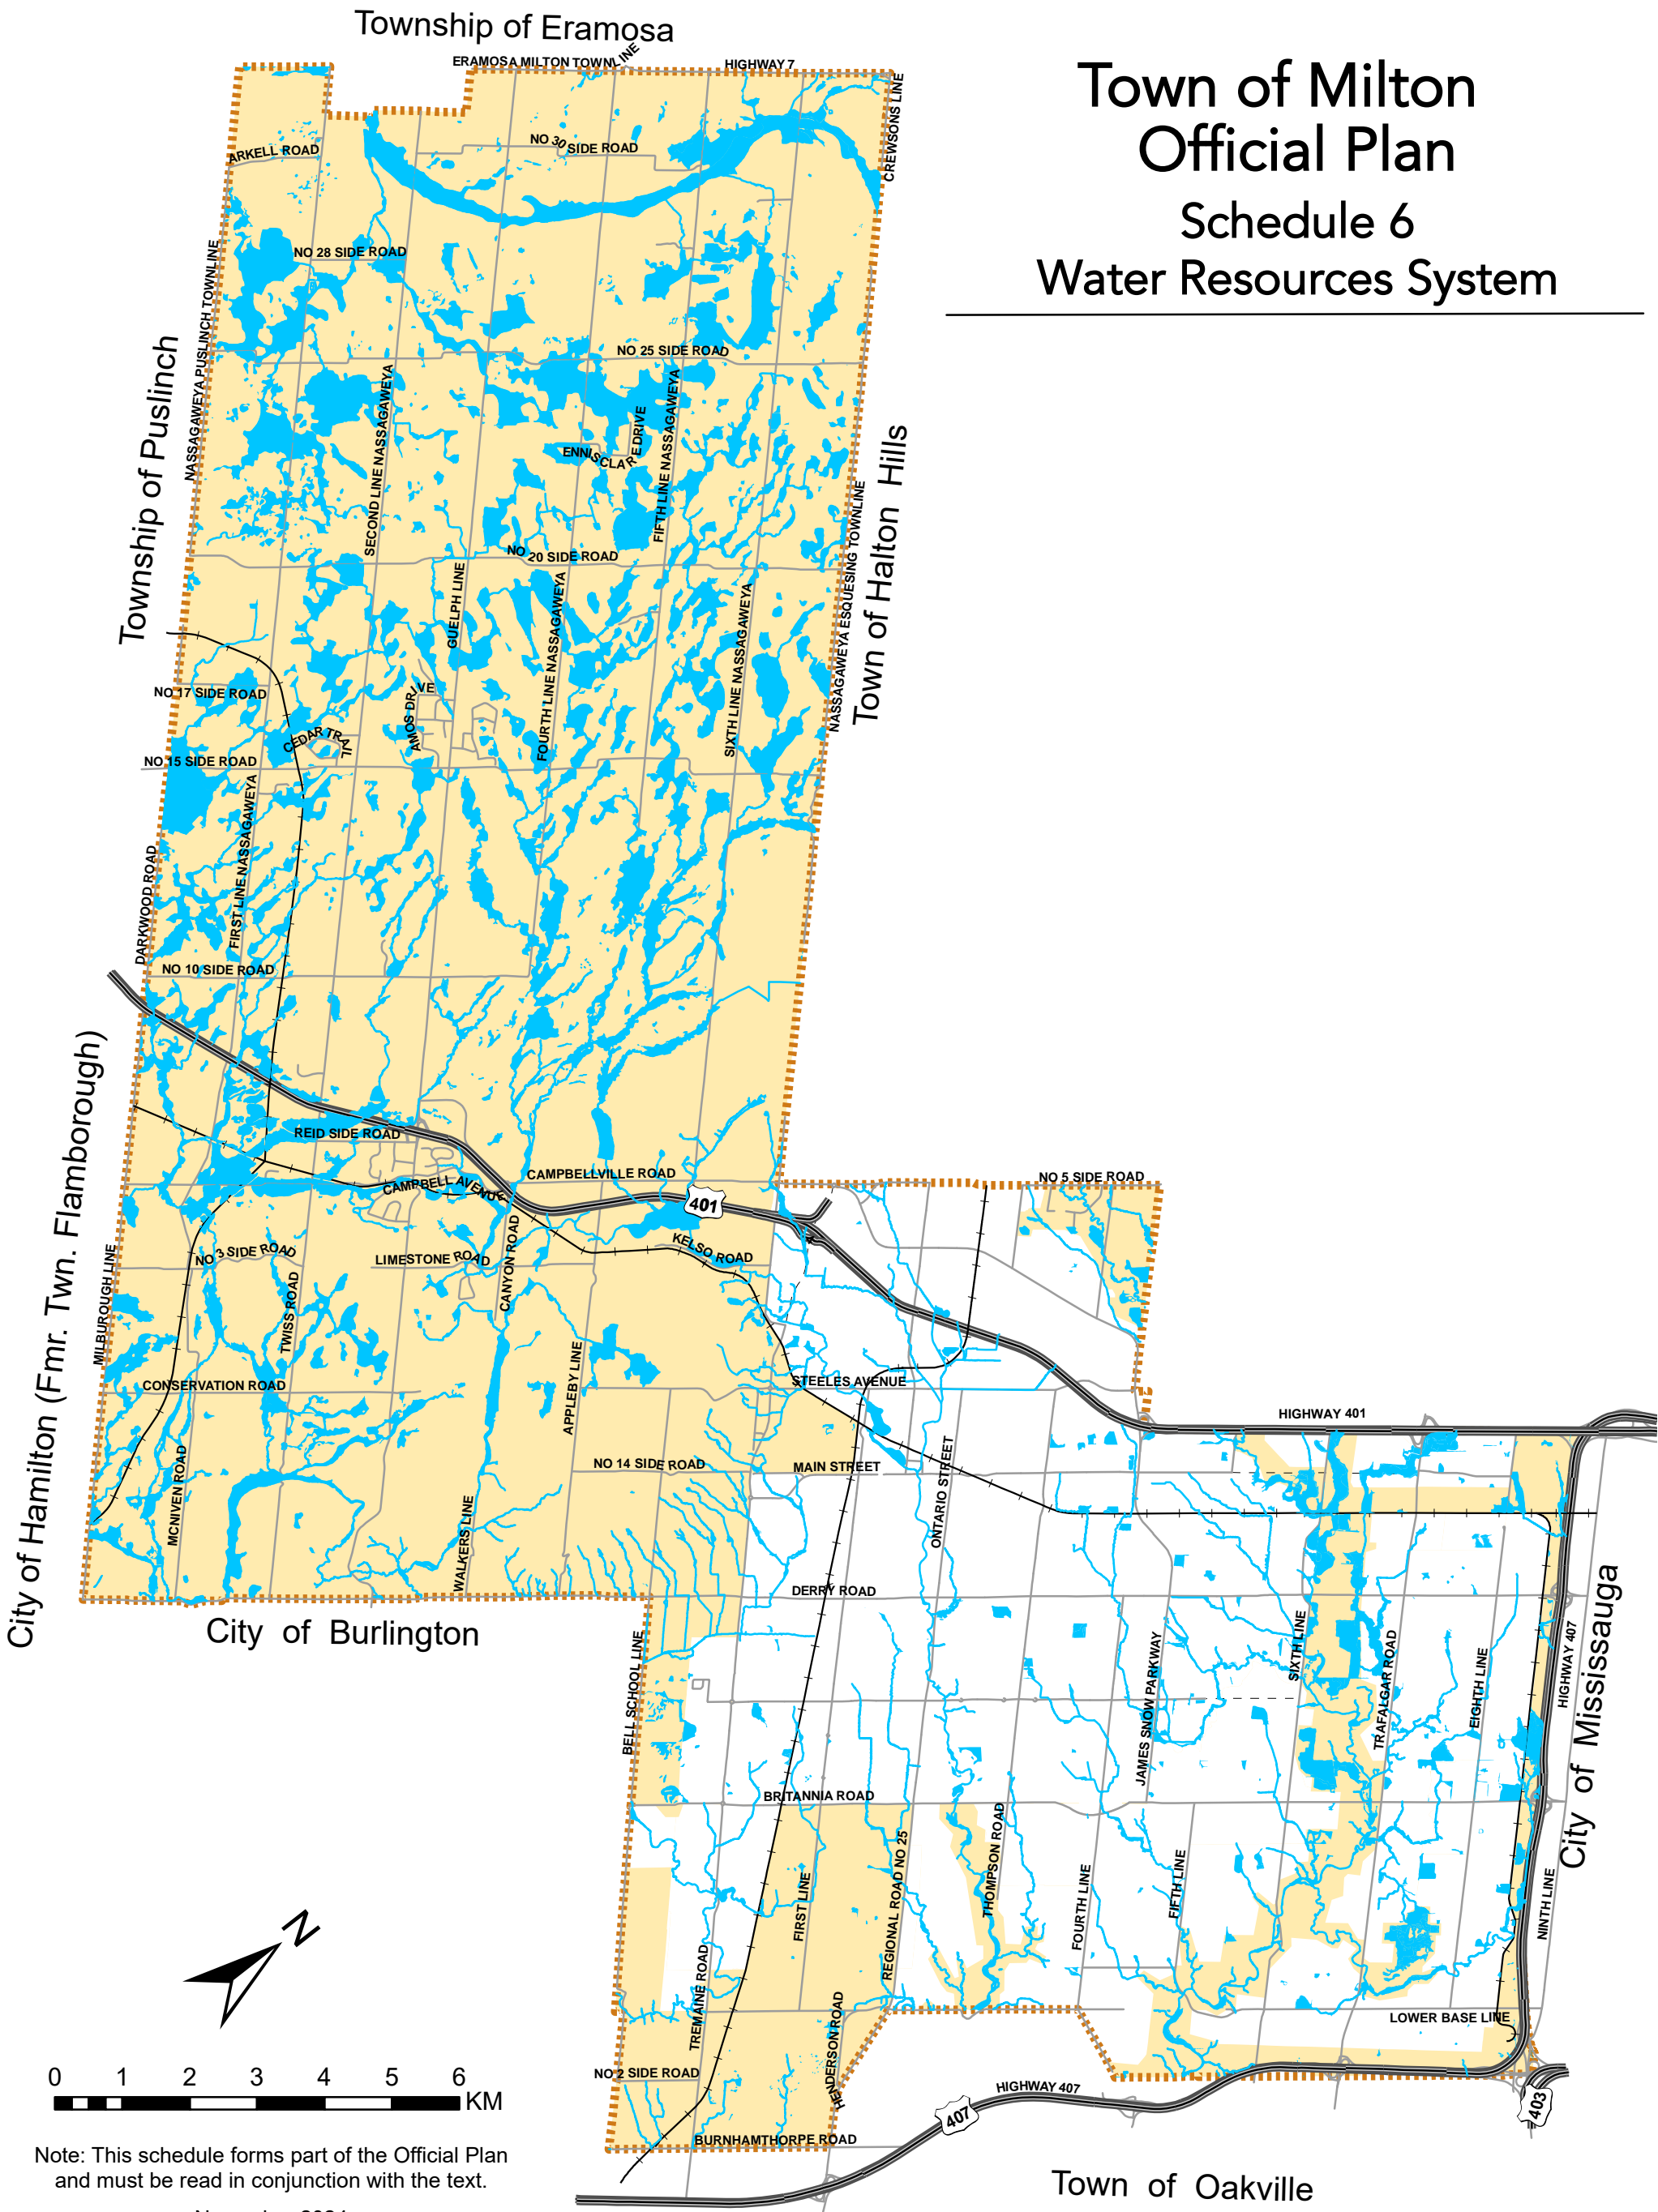 Township of Eramosa
Town of Milton
Official Plan
Schedule 6
Water Resources System
ERAMOSA MILTON TOWNLINE
HIGHWAY 7
CREWSONS LINE
ARKELL ROAD
NO 30 SIDE ROAD
NO 28 SIDE ROAD
NASSAGAWEYA PUSLINCH TOWNLINE
Township of Puslinch
NO 25 SIDE ROAD
SECOND LINE NASSAGAWEYA
ENNISCLARE DRIVE
FIFTH LINE NASSAGAWEYA
Town of Halton Hills
NASSAGAWEYA ESQUESING TOWNLINE
NO 20 SIDE ROAD
GUELPH LINE
FOURTH LINE NASSAGAWEYA
SIXTH LINE NASSAGAWEYA
NO 17 SIDE ROAD
AMOS DRIVE
CEDAR TRAIL
NO 15 SIDE ROAD
FIRST LINE NASSAGAWEYA
DARKWOOD ROAD
NO 10 SIDE ROAD
City of Hamilton (Fmr. Twn. Flamborough)
REID SIDE ROAD
CAMPBELLVILLE ROAD
CAMPBELL AVENUE
401
NO 5 SIDE ROAD
NO 3 SIDE ROAD
LIMESTONE ROAD
CANYON ROAD
KELSO ROAD
MILBUROUGH LINE
TWISS ROAD
APPLEBY LINE
CONSERVATION ROAD
STEELES AVENUE
HIGHWAY 401
MCNIVEN ROAD
WALKERS LINE
NO 14 SIDE ROAD
MAIN STREET
ONTARIO STREET
DERRY ROAD
City of Burlington
BELL SCHOOL LINE
JAMES SNOW PARKWAY
SIXTH LINE
TRAFALGAR ROAD
EIGHTH LINE
HIGHWAY 407
City of Mississauga
BRITANNIA ROAD
FIRST LINE
REGIONAL ROAD NO 25
THOMPSON ROAD
FOURTH LINE
FIFTH LINE
NINTH LINE
N
TREMAINE ROAD
HENDERSON ROAD
LOWER BASE LINE
NO 2 SIDE ROAD
HIGHWAY 407
407
403
BURNHAMTHORPE ROAD
Town of Oakville
0 1 2 3 4 5 6
KM
Note: This schedule forms part of the Official Plan
and must be read in conjunction with the text.